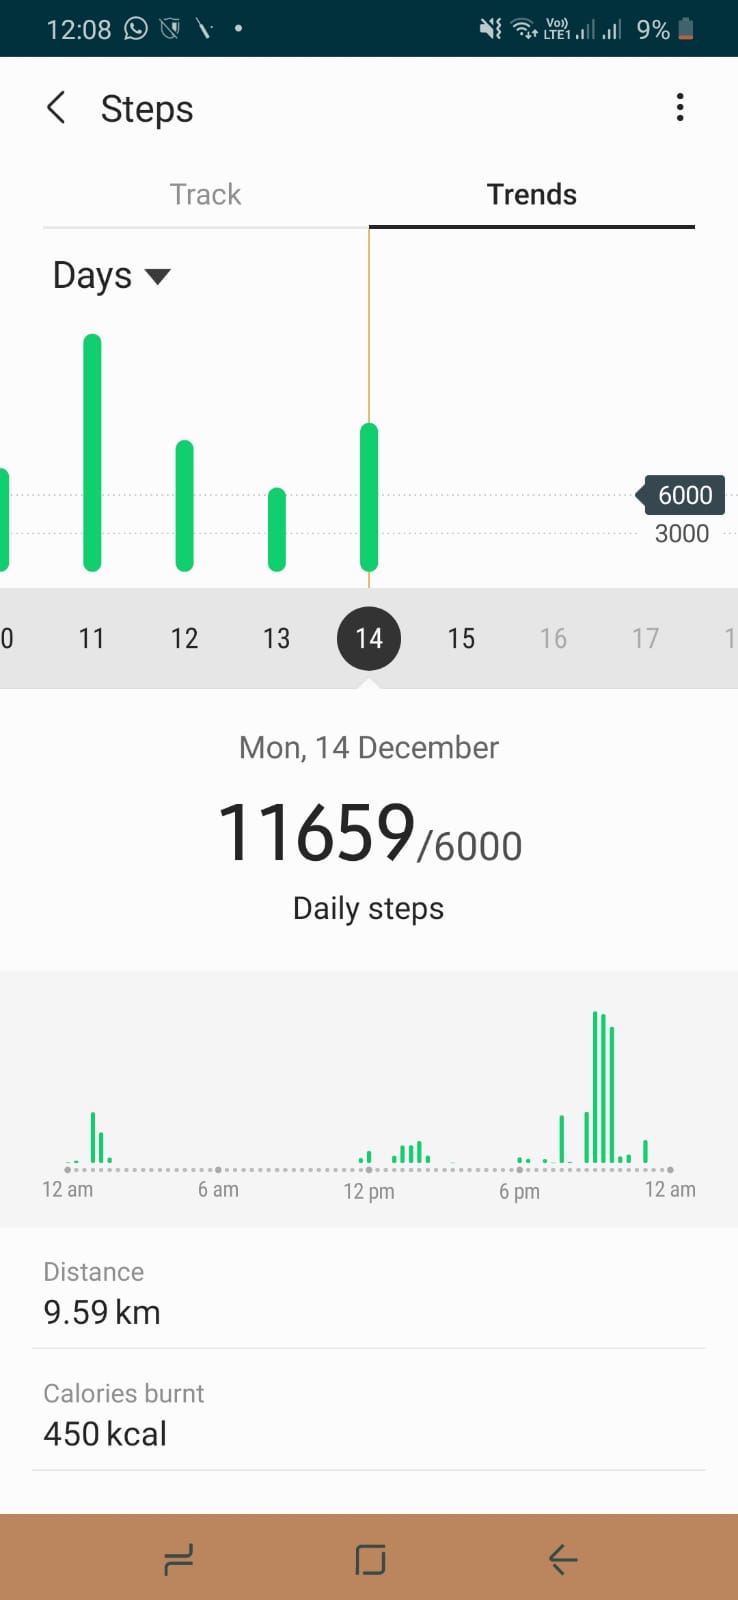 12:08 Vo)) LTE1 9%
Steps
Track Trends
Days
6000
3000
0 11 12 13 14 15 16 17 1
Mon, 14 December
11659/6000
Daily steps
12 am 6 am 12 pm 6 pm 12 am
Distance
9.59 km
Calories burnt
450 kcal